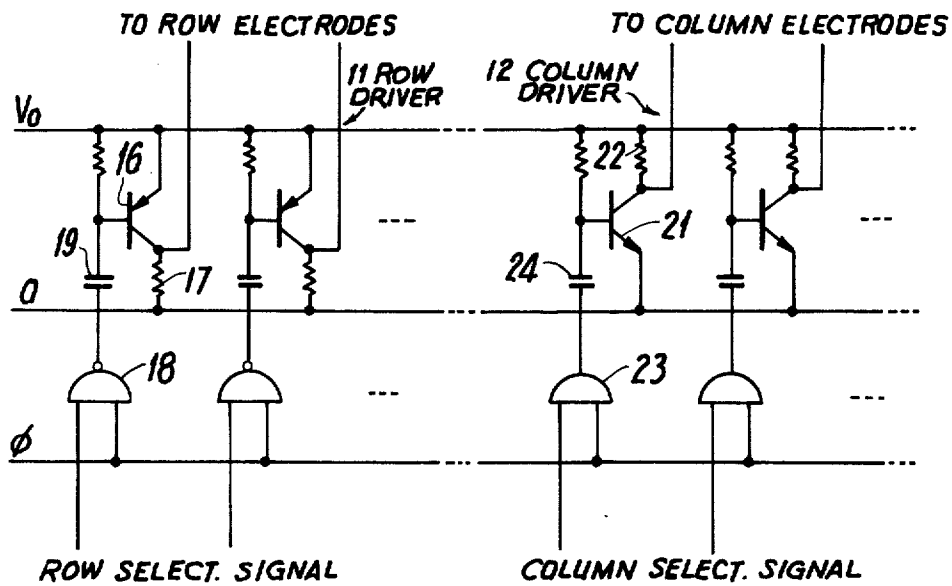 TO ROW ELECTRODES
TO COLUMN ELECTRODES
11 ROW
DRIVER
12 COLUMN
DRIVER
V0
16
22
21
19
17
24
0
18
23
φ
ROW SELECT. SIGNAL
COLUMN SELECT. SIGNAL